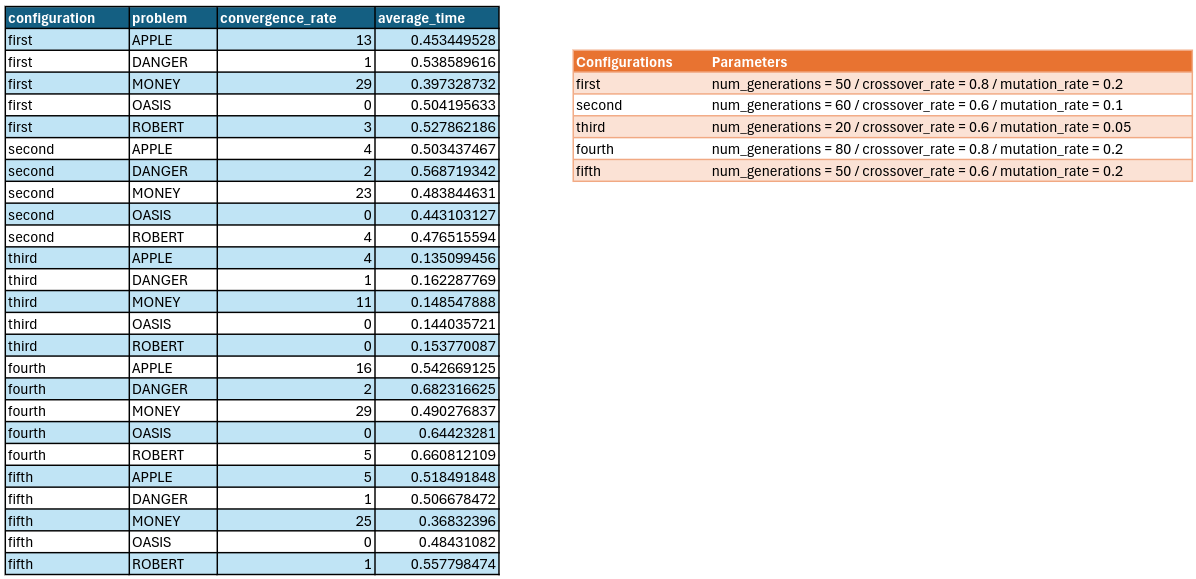 configuration problem convergence_rate average_time
first APPLE 13 0.453449528
first DANGER 1 0.538589616
first MONEY 29 0.397328732
first OASIS 0 0.504195633
first ROBERT 3 0.527862186
second APPLE 4 0.503437467
second DANGER 2 0.568719342
second MONEY 23 0.483844631
second OASIS 0 0.443103127
second ROBERT 4 0.476515594
third APPLE 4 0.135099456
third DANGER 1 0.162287769
third MONEY 11 0.148547888
third OASIS 0 0.144035721
third ROBERT 0 0.153770087
fourth APPLE 16 0.542669125
fourth DANGER 2 0.682316625
fourth MONEY 29 0.490276837
fourth OASIS 0 0.64423281
fourth ROBERT 5 0.660812109
fifth APPLE 5 0.518491848
fifth DANGER 1 0.506678472
fifth MONEY 25 0.36832396
fifth OASIS 0 0.48431082
fifth ROBERT 1 0.557798474
Configurations Parameters
first num_generations = 50 / crossover_rate = 0.8 / mutation_rate = 0.2
second num_generations = 60 / crossover_rate = 0.6 / mutation_rate = 0.1
third num_generations = 20 / crossover_rate = 0.6 / mutation_rate = 0.05
fourth num_generations = 80 / crossover_rate = 0.8 / mutation_rate = 0.2
fifth num_generations = 50 / crossover_rate = 0.6 / mutation_rate = 0.2